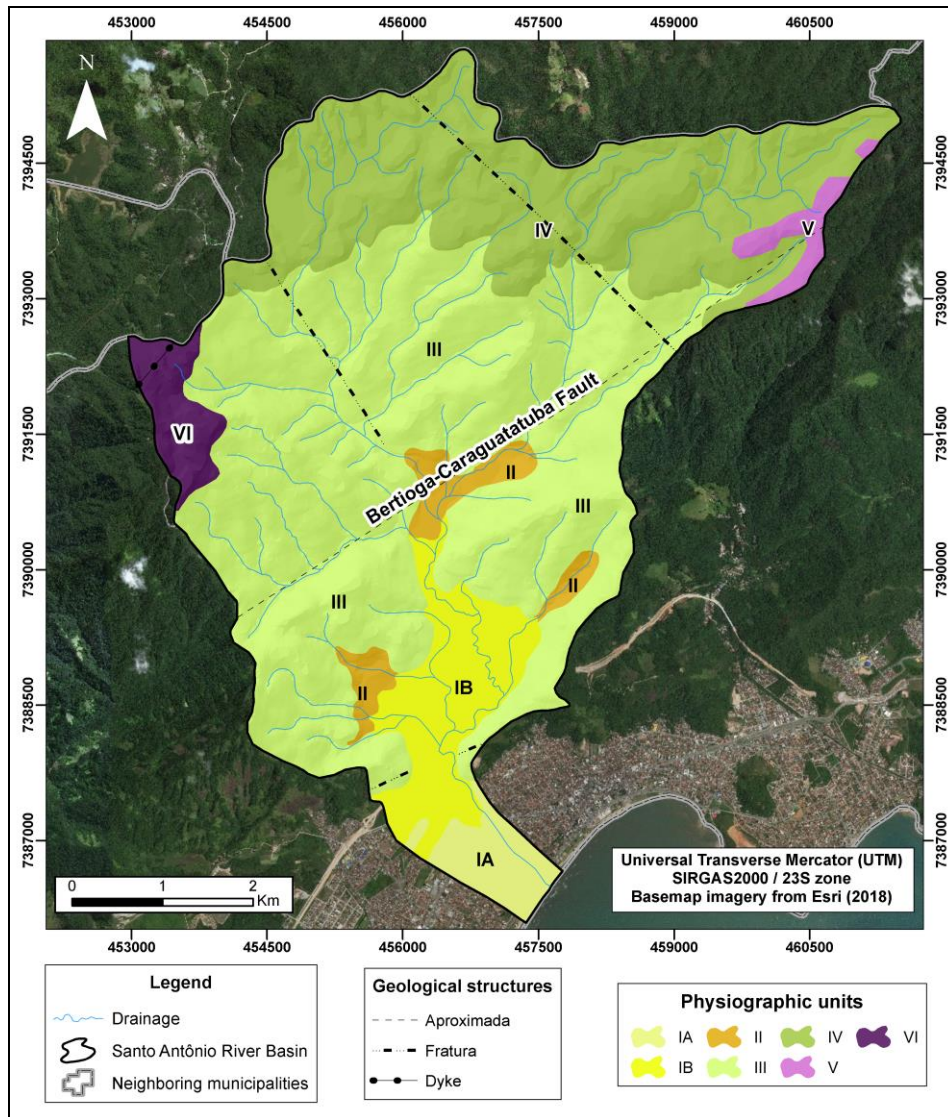 453000 454500 456000 457500 459000 460500
N
7394500 7394500
IV
V
7393000 7393000
III
VI
7391500 7391500
Bertioga-Caraguatatuba Fault
II
III
7390000 7390000
II
III
IB
II
7388500 7388500
7387000 7387000
IA
Universal Transverse Mercator (UTM)
SIRGAS2000 / 23S zone
Basemap imagery from Esri (2018)
0 1 2
Km
453000 454500 456000 457500 459000 460500
Legend
Drainage
Santo Antônio River Basin
Neighboring municipalities
Geological structures
Aproximada
Fratura
Dyke
Physiographic units
IA II IV VI
IB III V